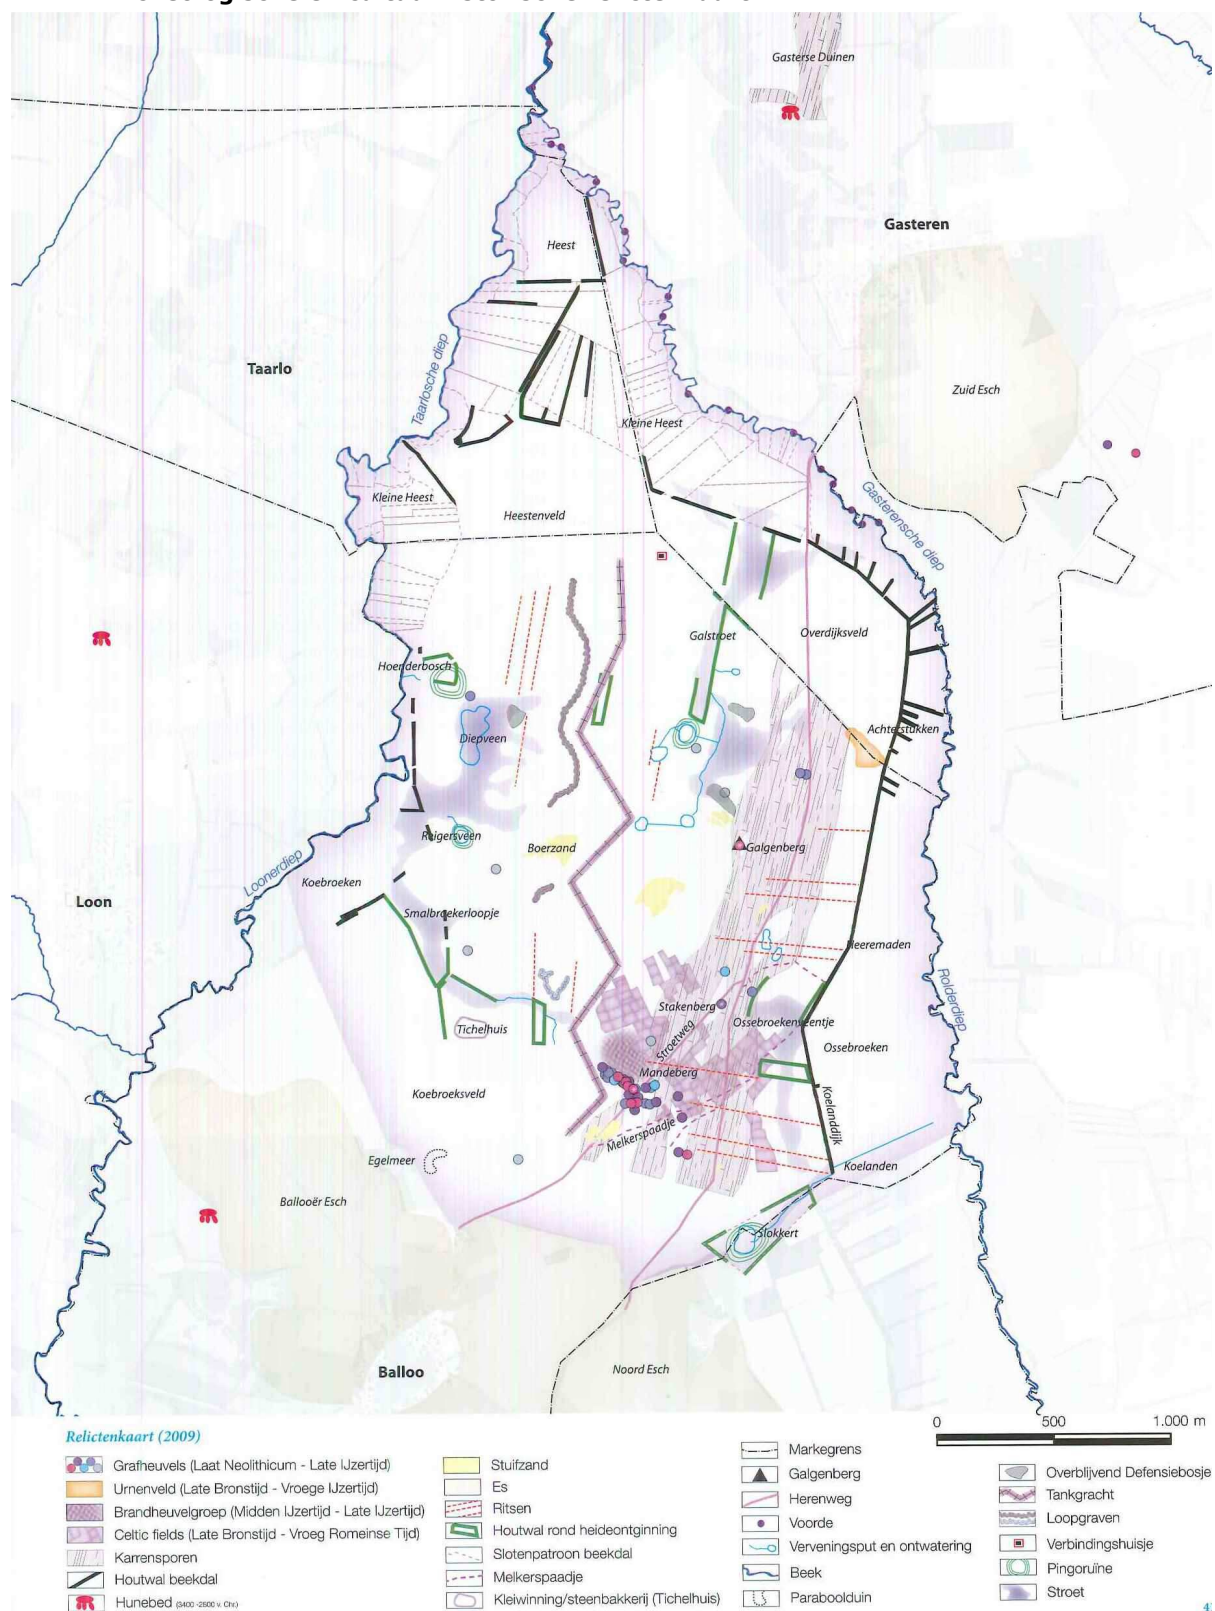 Gasterse Duinen
Gasteren
Heest
Taarlosche diep
Taarlo
Zuid Esch
Kleine Heest
Kleine Heest
Heestenveld
Gasterensche diep
Galstroet
Overdijksveld
Hoenderbosch
Achterstukken
Diepveen
Reigersveen
Boerzand
Galgenberg
Loonerdiep
Koebroeken
Loon
Smalbroekerloopje
Heeremaden
Rolderdiep
Stakenberg
Ossebroekenveentje
Tichelhuis
Stroetweg
Ossebroeken
Mandeberg
Koebroeksveld
Koelanddijk
Melkerspaadje
Egelmeer
Koelanden
Ballooër Esch
Slokkert
Balloo
Noord Esch
Relictenkaart (2009)
0 500 1.000 m
Grafheuvels (Laat Neolithicum - Late IJzertijd)
Urnenveld (Late Bronstijd - Vroege IJzertijd)
Brandheuvelgroep (Midden IJzertijd - Late IJzertijd)
Celtic fields (Late Bronstijd - Vroeg Romeinse Tijd)
Karrensporen
Houtwal beekdal
Hunebed (3400 -2800 v. Chr.)
Stuifzand
Es
Ritsen
Houtwal rond heideontginning
Slotenpatroon beekdal
Melkerspaadje
Kleiwinning/steenbakkerij (Tichelhuis)
Markegrens
Galgenberg
Herenweg
Voorde
Verveningsput en ontwatering
Beek
Paraboolduin
Overblijvend Defensiebosje
Tankgracht
Loopgraven
Verbindingshuisje
Pingoruïne
Stroet